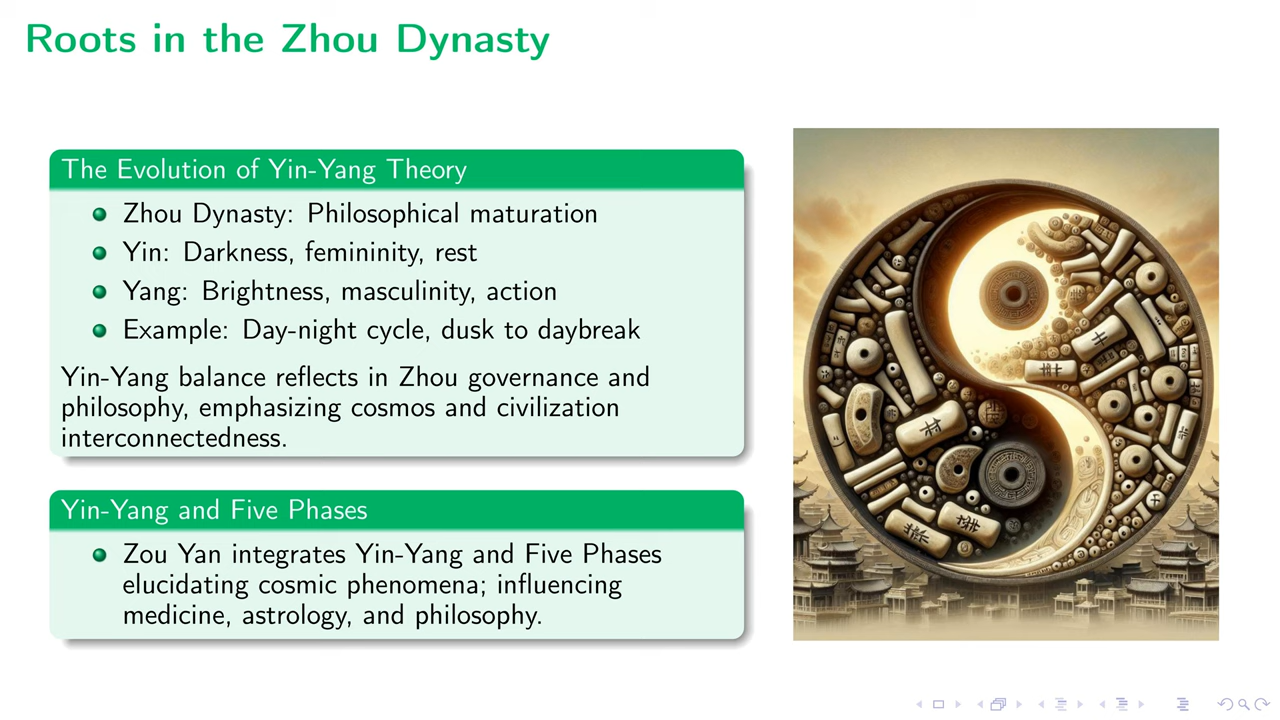 Roots in the Zhou Dynasty
The Evolution of Yin-Yang Theory
Zhou Dynasty: Philosophical maturation
Yin: Darkness, femininity, rest
Yang: Brightness, masculinity, action
Example: Day-night cycle, dusk to daybreak
Yin-Yang balance reflects in Zhou governance and
philosophy, emphasizing cosmos and civilization
interconnectedness.
Yin-Yang and Five Phases
Zou Yan integrates Yin-Yang and Five Phases
elucidating cosmic phenomena; influencing
medicine, astrology, and philosophy.